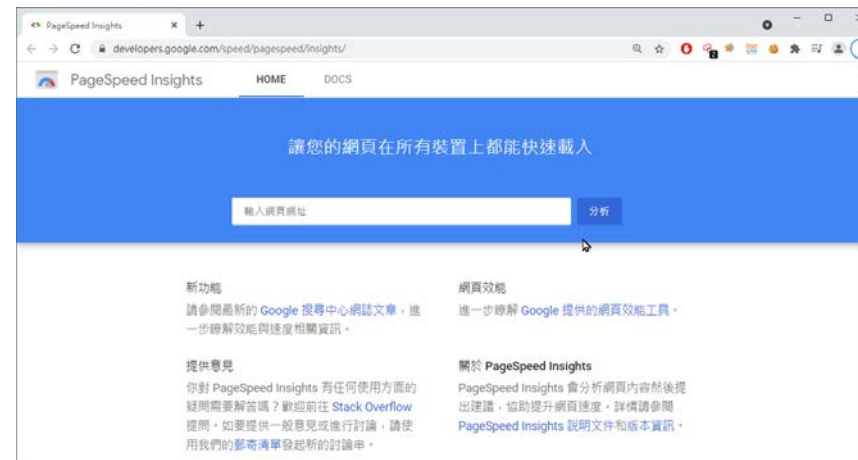 PageSpeed Insights
developers.google.com/speed/pagespeed/insights/
2
PageSpeed Insights HOME DOCS
讓您的網頁在所有裝置上都能快速載入
輸入網頁網址 分析
新功能
請參閱最新的 Google 搜尋中心網誌文章，進
一步瞭解效能與速度相關資訊。
網頁效能
進一步瞭解 Google 提供的網頁效能工具。
提供意見
你對 PageSpeed Insights 有任何使用方面的
疑問需要解答嗎？歡迎前往 Stack Overflow
提問。如要提供一般意見或進行討論，請使
用我們的郵寄清單發起新的討論串。
關於 PageSpeed Insights
PageSpeed Insights 會分析網頁內容然後提
出建議，協助提升網頁速度。詳情請參閱
PageSpeed Insights 說明文件和版本資訊。